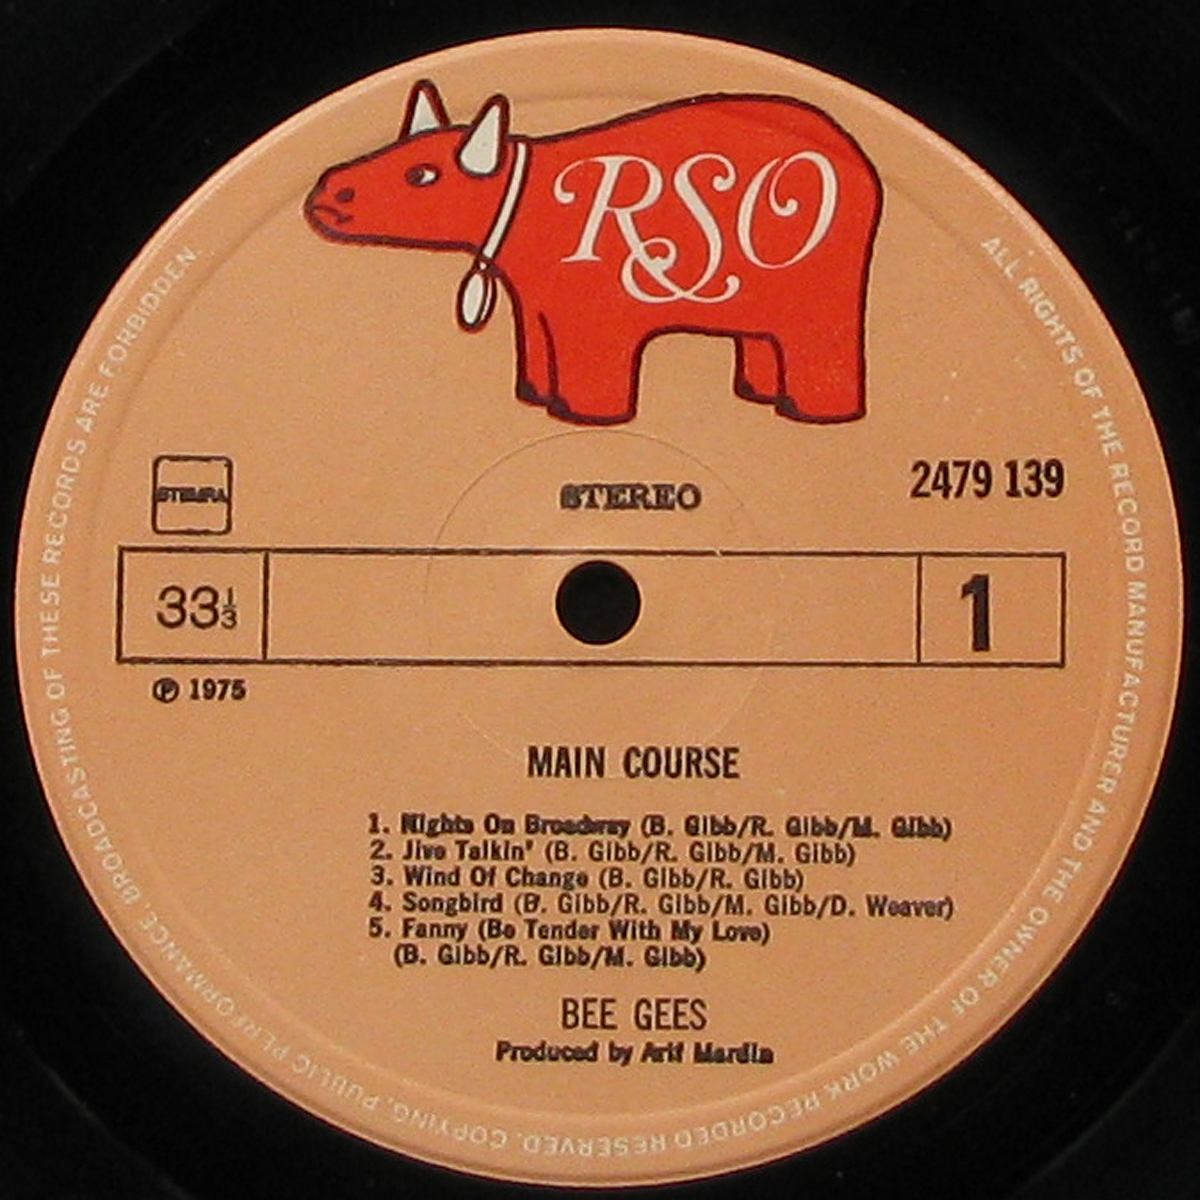 RSO
STEMRA
STEREO
2479 139
33⅓
1
℗ 1975
MAIN COURSE
1. Nights On Broadway (B. Gibb/R. Gibb/M. Gibb)
2. Jive Talkin' (B. Gibb/R. Gibb/M. Gibb)
3. Wind Of Change (B. Gibb/R. Gibb)
4. Songbird (B. Gibb/R. Gibb/M. Gibb/D. Weaver)
5. Fanny (Be Tender With My Love)
(B. Gibb/R. Gibb/M. Gibb)
BEE GEES
Produced by Arif Mardin
ALL RIGHTS OF THE RECORD MANUFACTURER AND THE OWNER OF THE WORK RECORDED RESERVED. COPYING, PUBLIC PERFORMANCE, BROADCASTING OF THESE RECORDS ARE FORBIDDEN.